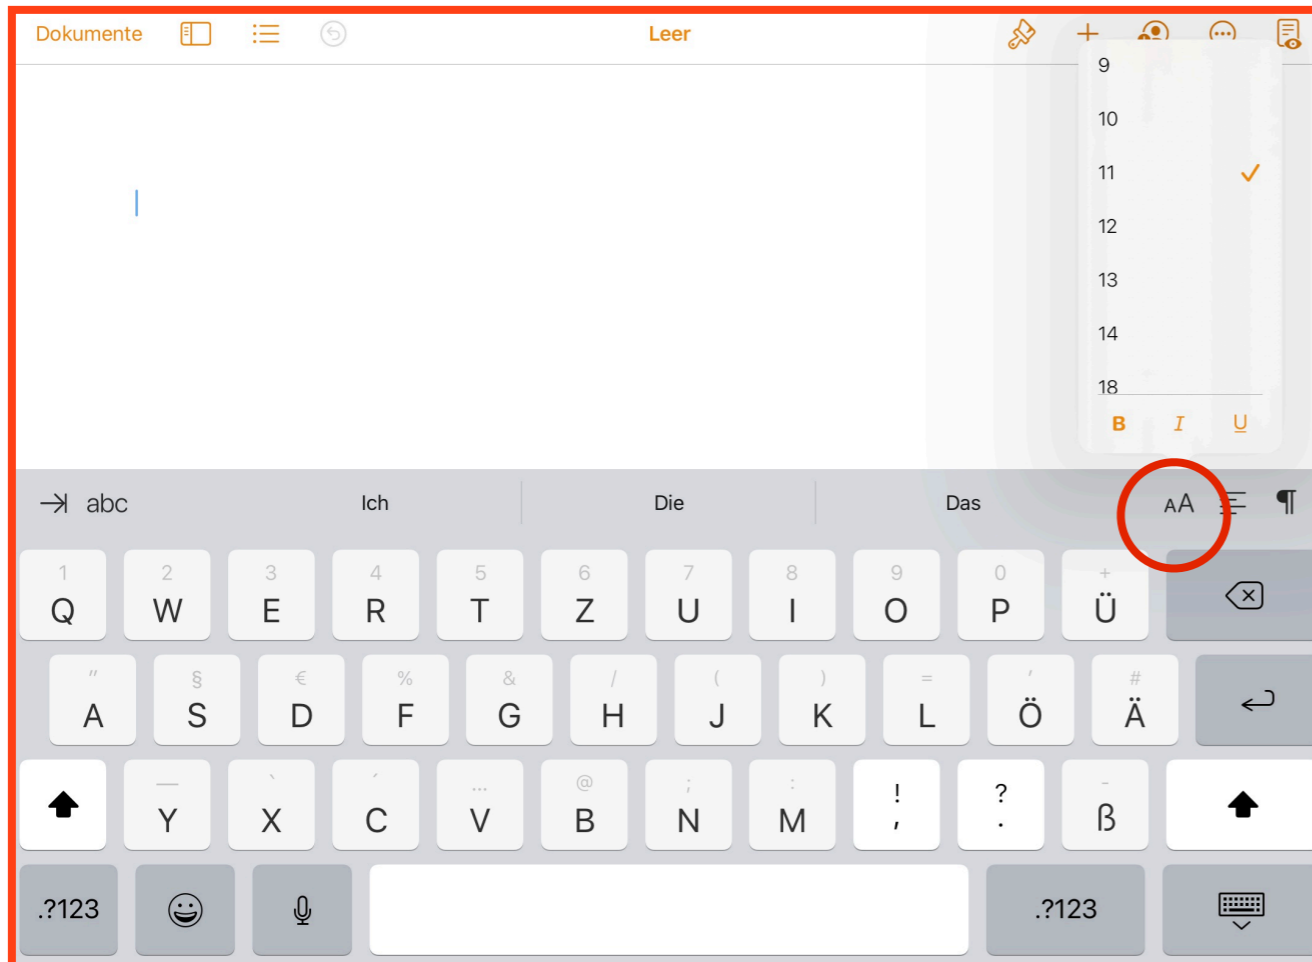 Dokumente Leer
9
10
11
12
13
14
18
B I U
abc Ich Die Das AA ¶
1 2 3 4 5 6 7 8 9 0 +
Q W E R T Z U I O P Ü
" § € % & / ( ) = ' #
A S D F G H J K L Ö Ä
— ` ´ ... @ ; : ! ? -
Y X C V B N M , . ß
.?123 .?123